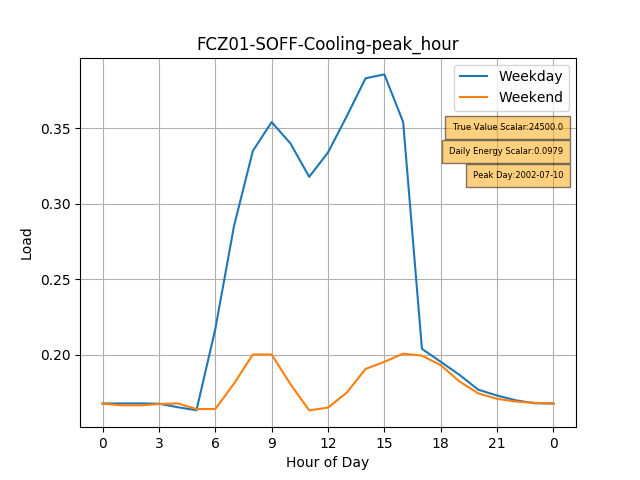 FCZ01-SOFF-Cooling-peak_hour
Weekday
Weekend
True Value Scalar:24500.0
Daily Energy Scalar:0.0979
Peak Day:2002-07-10
0.35
0.30
0.25
0.20
Load
0 3 6 9 12 15 18 21 0
Hour of Day